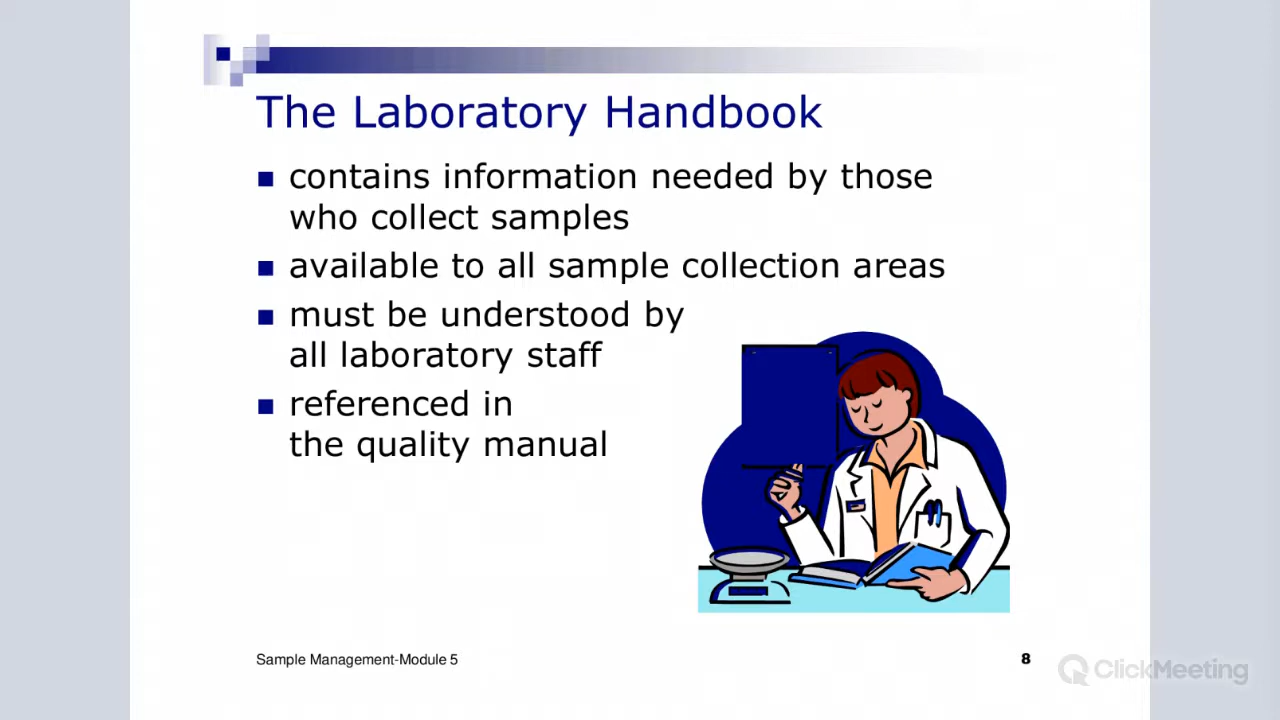 The Laboratory Handbook
contains information needed by those
who collect samples
available to all sample collection areas
must be understood by
all laboratory staff
referenced in
the quality manual
Sample Management-Module 5
8
ClickMeeting